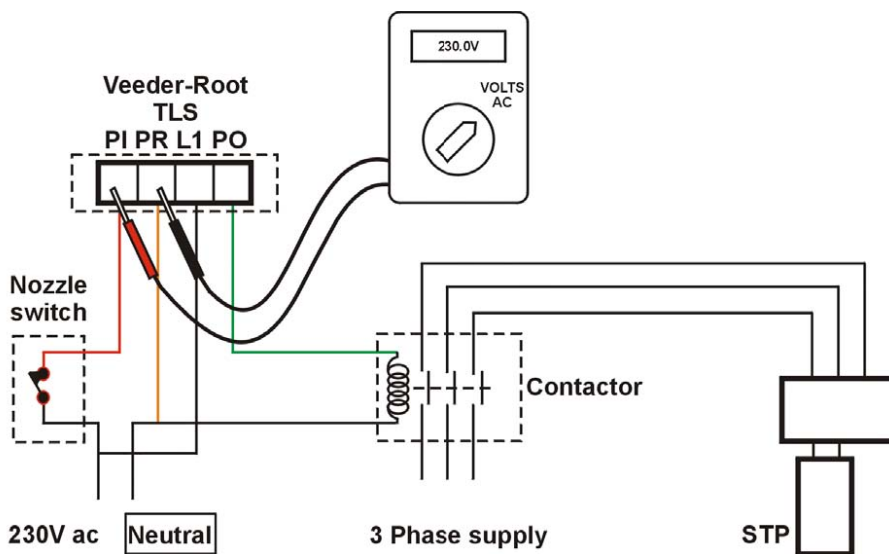 230.0V
VOLTS
AC
Veeder-Root
TLS
PI PR L1 PO
Nozzle
switch
Contactor
230V ac
Neutral
3 Phase supply
STP